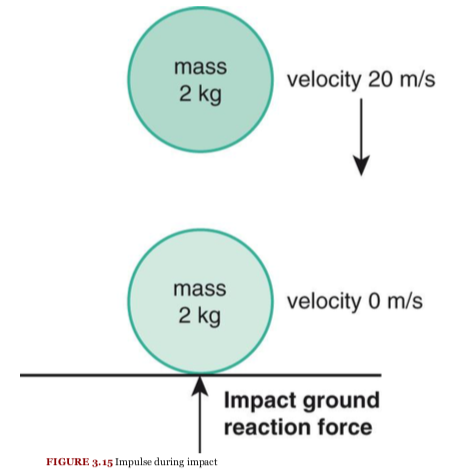 mass
2 kg
velocity 20 m/s
mass
2 kg
velocity 0 m/s
Impact ground
reaction force
FIGURE 3.15 Impulse during impact